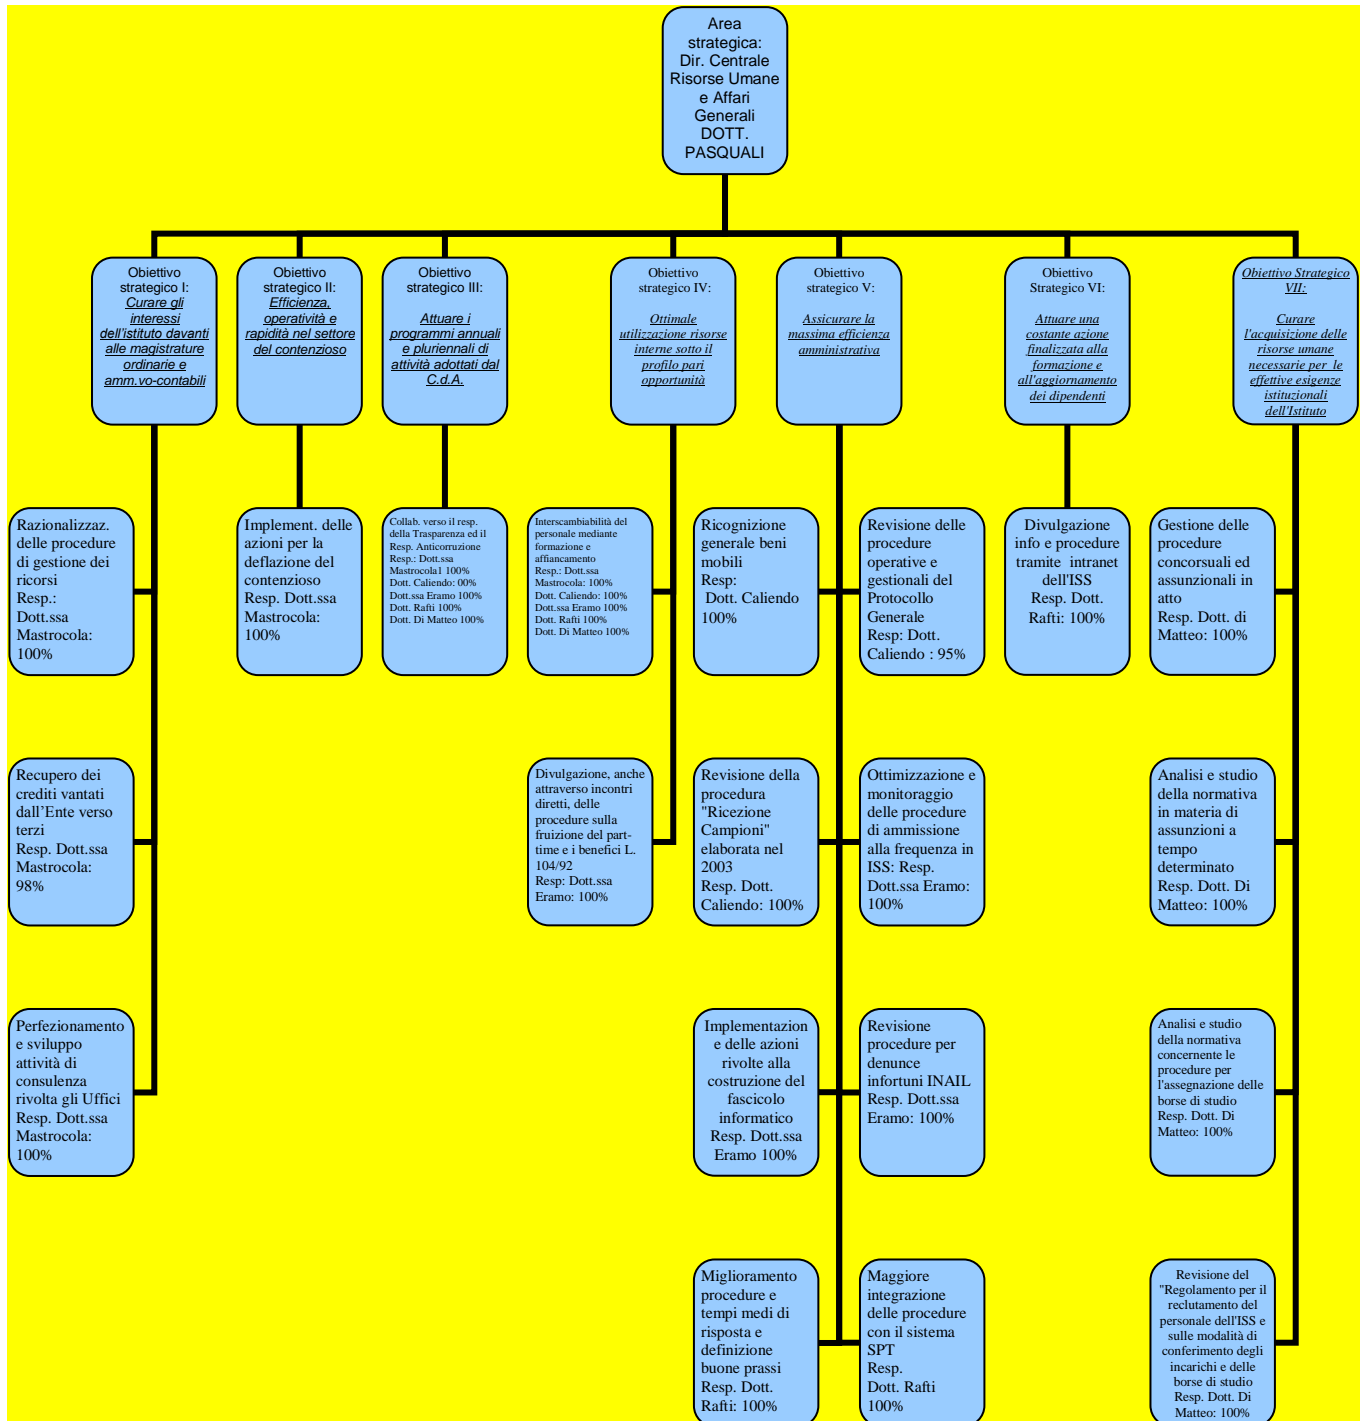 Area
strategica:
Dir. Centrale
Risorse Umane
e Affari
Generali
DOTT.
PASQUALI
Obiettivo
strategico I:
Curare gli
interessi
dell'istituto davanti
alle magistrature
ordinarie e
amm.vo-contabili
Obiettivo
strategico II:
Efficienza,
operatività e
rapidità nel settore
del contenzioso
Obiettivo
strategico III:
Attuare i
programmi annuali
e pluriennali di
attività adottati dal
C.d.A.
Obiettivo
strategico IV:
Ottimale
utilizzazione risorse
interne sotto il
profilo pari
opportunità
Obiettivo
strategico V:
Assicurare la
massima efficienza
amministrativa
Obiettivo
Strategico VI:
Attuare una
costante azione
finalizzata alla
formazione e
all'aggiornamento
dei dipendenti
Obiettivo Strategico
VII:
Curare
l'acquisizione delle
risorse umane
necessarie per le
effettive esigenze
istituzionali
dell'Istituto
Razionalizzaz.
delle procedure
di gestione dei
ricorsi
Resp.:
Dott.ssa
Mastrocola:
100%
Implement. delle
azioni per la
deflazione del
contenzioso
Resp. Dott.ssa
Mastrocola:
100%
Collab. verso il resp.
della Trasparenza ed il
Resp. Anticorruzione
Resp.: Dott.ssa
Mastrocola1 100%
Dott. Caliendo: 00%
Dott.ssa Eramo 100%
Dott. Rafti 100%
Dott. Di Matteo 100%
Interscambiabilità del
personale mediante
formazione e
affiancamento
Resp.: Dott.ssa
Mastrocola: 100%
Dott. Caliendo: 100%
Dott.ssa Eramo 100%
Dott. Rafti 100%
Dott. Di Matteo 100%
Ricognizione
generale beni
mobili
Resp:
Dott. Caliendo
100%
Revisione delle
procedure
operative e
gestionali del
Protocollo
Generale
Resp: Dott.
Caliendo : 95%
Divulgazione
info e procedure
tramite intranet
dell'ISS
Resp. Dott.
Rafti: 100%
Gestione delle
procedure
concorsuali ed
assunzionali in
atto
Resp. Dott. di
Matteo: 100%
Recupero dei
crediti vantati
dall’Ente verso
terzi
Resp. Dott.ssa
Mastrocola:
98%
Divulgazione, anche
attraverso incontri
diretti, delle
procedure sulla
fruizione del part-
time e i benefici L.
104/92
Resp: Dott.ssa
Eramo: 100%
Revisione della
procedura
"Ricezione
Campioni"
elaborata nel
2003
Resp. Dott.
Caliendo: 100%
Ottimizzazione e
monitoraggio
delle procedure
di ammissione
alla frequenza in
ISS: Resp.
Dott.ssa Eramo:
100%
Analisi e studio
della normativa
in materia di
assunzioni a
tempo
determinato
Resp. Dott. Di
Matteo: 100%
Perfezionamento
e sviluppo
attività di
consulenza
rivolta gli Uffici
Resp. Dott.ssa
Mastrocola:
100%
Implementazion
e delle azioni
rivolte alla
costruzione del
fascicolo
informatico
Resp. Dott.ssa
Eramo 100%
Revisione
procedure per
denunce
infortuni INAIL
Resp. Dott.ssa
Eramo: 100%
Analisi e studio
della normativa
concernente le
procedure per
l'assegnazione delle
borse di studio
Resp. Dott. Di
Matteo: 100%
Miglioramento
procedure e
tempi medi di
risposta e
definizione
buone prassi
Resp. Dott.
Rafti: 100%
Maggiore
integrazione
delle procedure
con il sistema
SPT
Resp.
Dott. Rafti
100%
Revisione del
"Regolamento per il
reclutamento del
personale dell'ISS e
sulle modalità di
conferimento degli
incarichi e delle
borse di studio
Resp. Dott. Di
Matteo: 100%